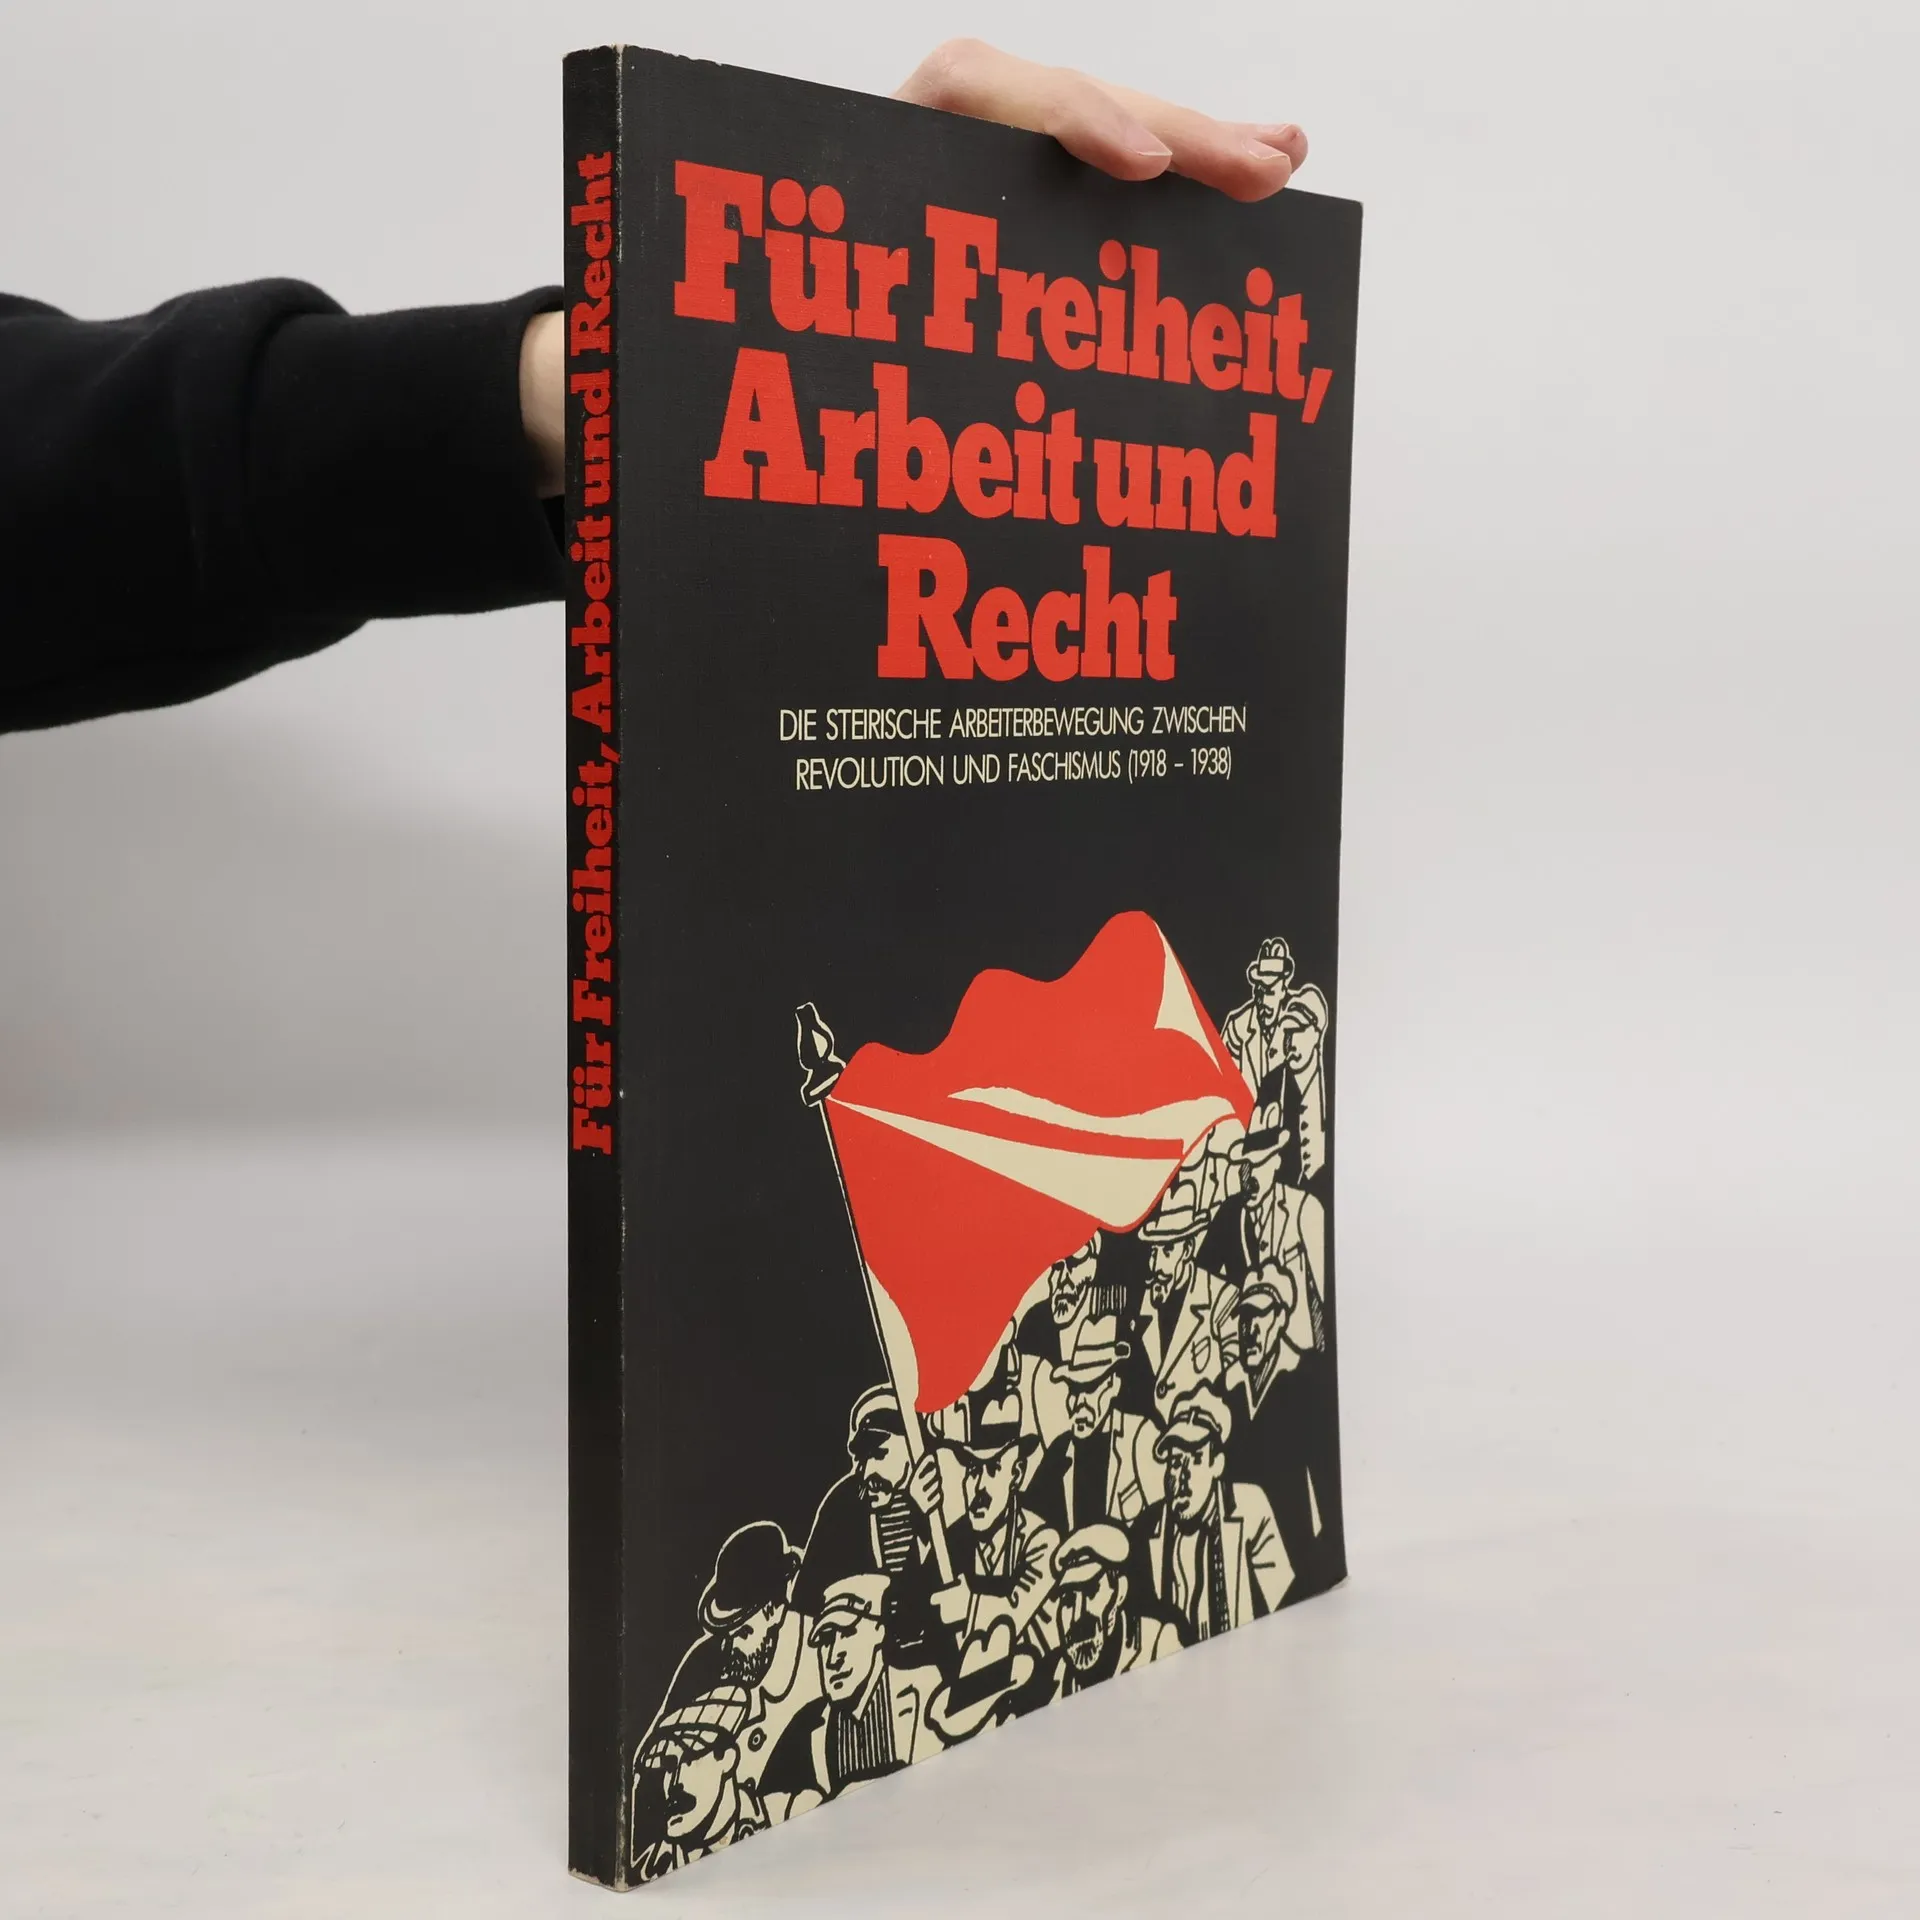 Für Freiheit, Arbeit und Recht
Für Freiheit,
Arbeit und
Recht
DIE STEIRISCHE ARBEITERBEWEGUNG ZWISCHEN
REVOLUTION UND FASCHISMUS (1918 – 1938)